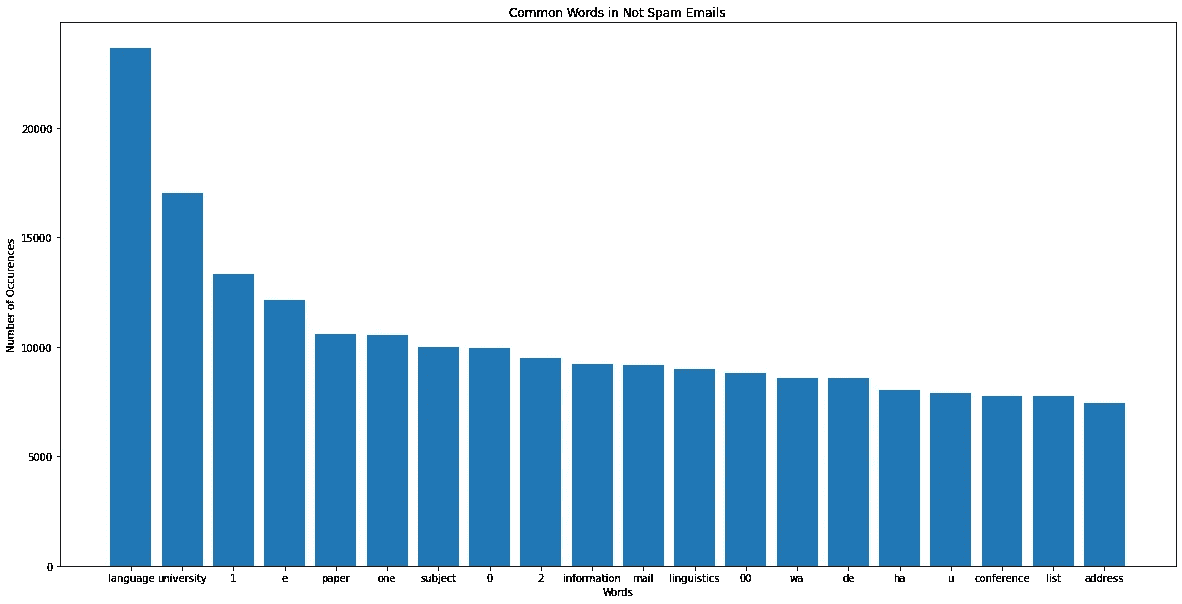 Common Words in Not Spam Emails
Number of Occurences
20000
15000
10000
5000
0
language university 1 e paper one subject 0 2 information mail linguistics 00 wa de ha u conference list address
Words